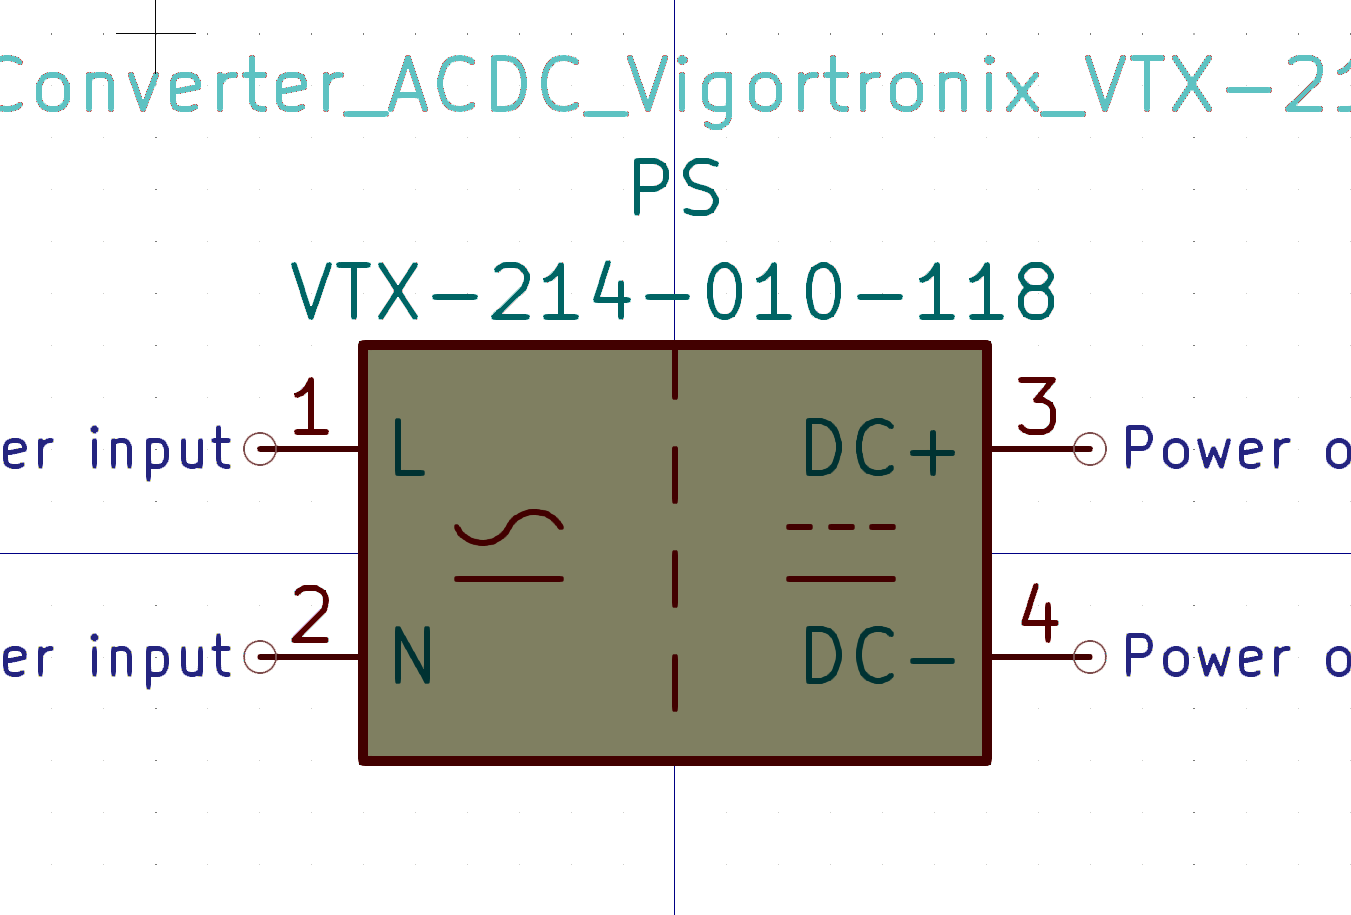 Converter_ACDC_Vigortronix_VTX-21
PS
VTX-214-010-118
er input 1 L DC+ 3 Power o
er input 2 N DC- 4 Power o